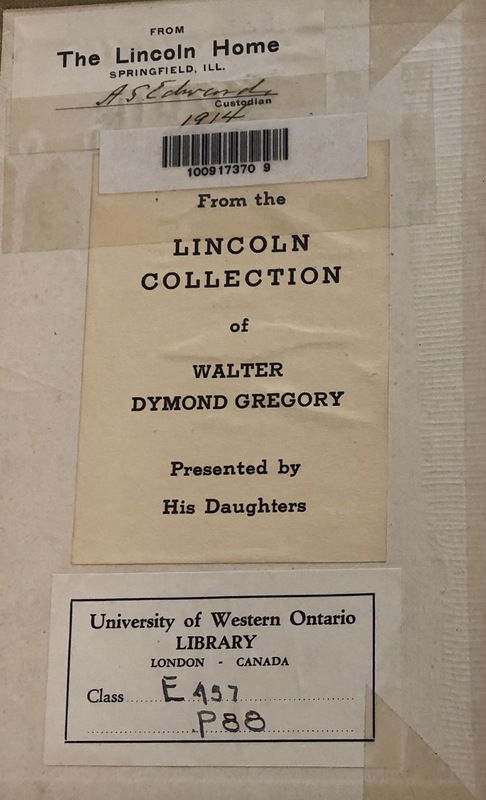 FROM
The Lincoln Home
SPRINGFIELD, ILL.
A S Edwards
Custodian
1914
100917370 9
From the
LINCOLN
COLLECTION
of
WALTER
DYMOND GREGORY
Presented by
His Daughters
University of Western Ontario
LIBRARY
LONDON - CANADA
Class E457
P88